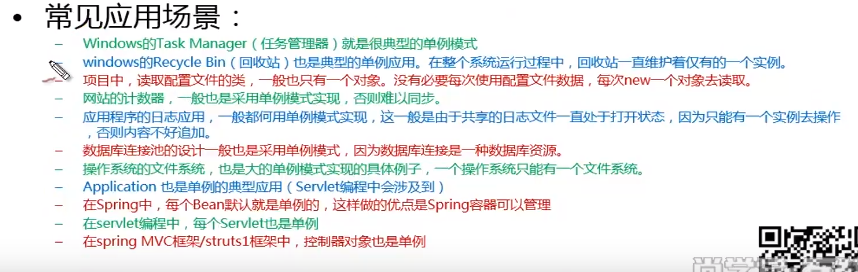 • 常见应用场景：
– Windows的Task Manager（任务管理器）就是很典型的单例模式
– windows的Recycle Bin（回收站）也是典型的单例应用。在整个系统运行过程中，回收站一直维护着仅有的一个实例。
– 项目中，读取配置文件的类，一般也只有一个对象。没有必要每次使用配置文件数据，每次new一个对象去读取。
– 网站的计数器，一般也是采用单例模式实现，否则难以同步。
– 应用程序的日志应用，一般都何用单例模式实现，这一般是由于共享的日志文件一直处于打开状态，因为只能有一个实例去操作
，否则内容不好追加。
– 数据库连接池的设计一般也是采用单例模式，因为数据库连接是一种数据库资源。
– 操作系统的文件系统，也是大的单例模式实现的具体例子，一个操作系统只能有一个文件系统。
– Application 也是单例的典型应用（Servlet编程中会涉及到）
– 在Spring中，每个Bean默认就是单例的，这样做的优点是Spring容器可以管理
– 在servlet编程中，每个Servlet也是单例
– 在spring MVC框架/struts1框架中，控制器对象也是单例